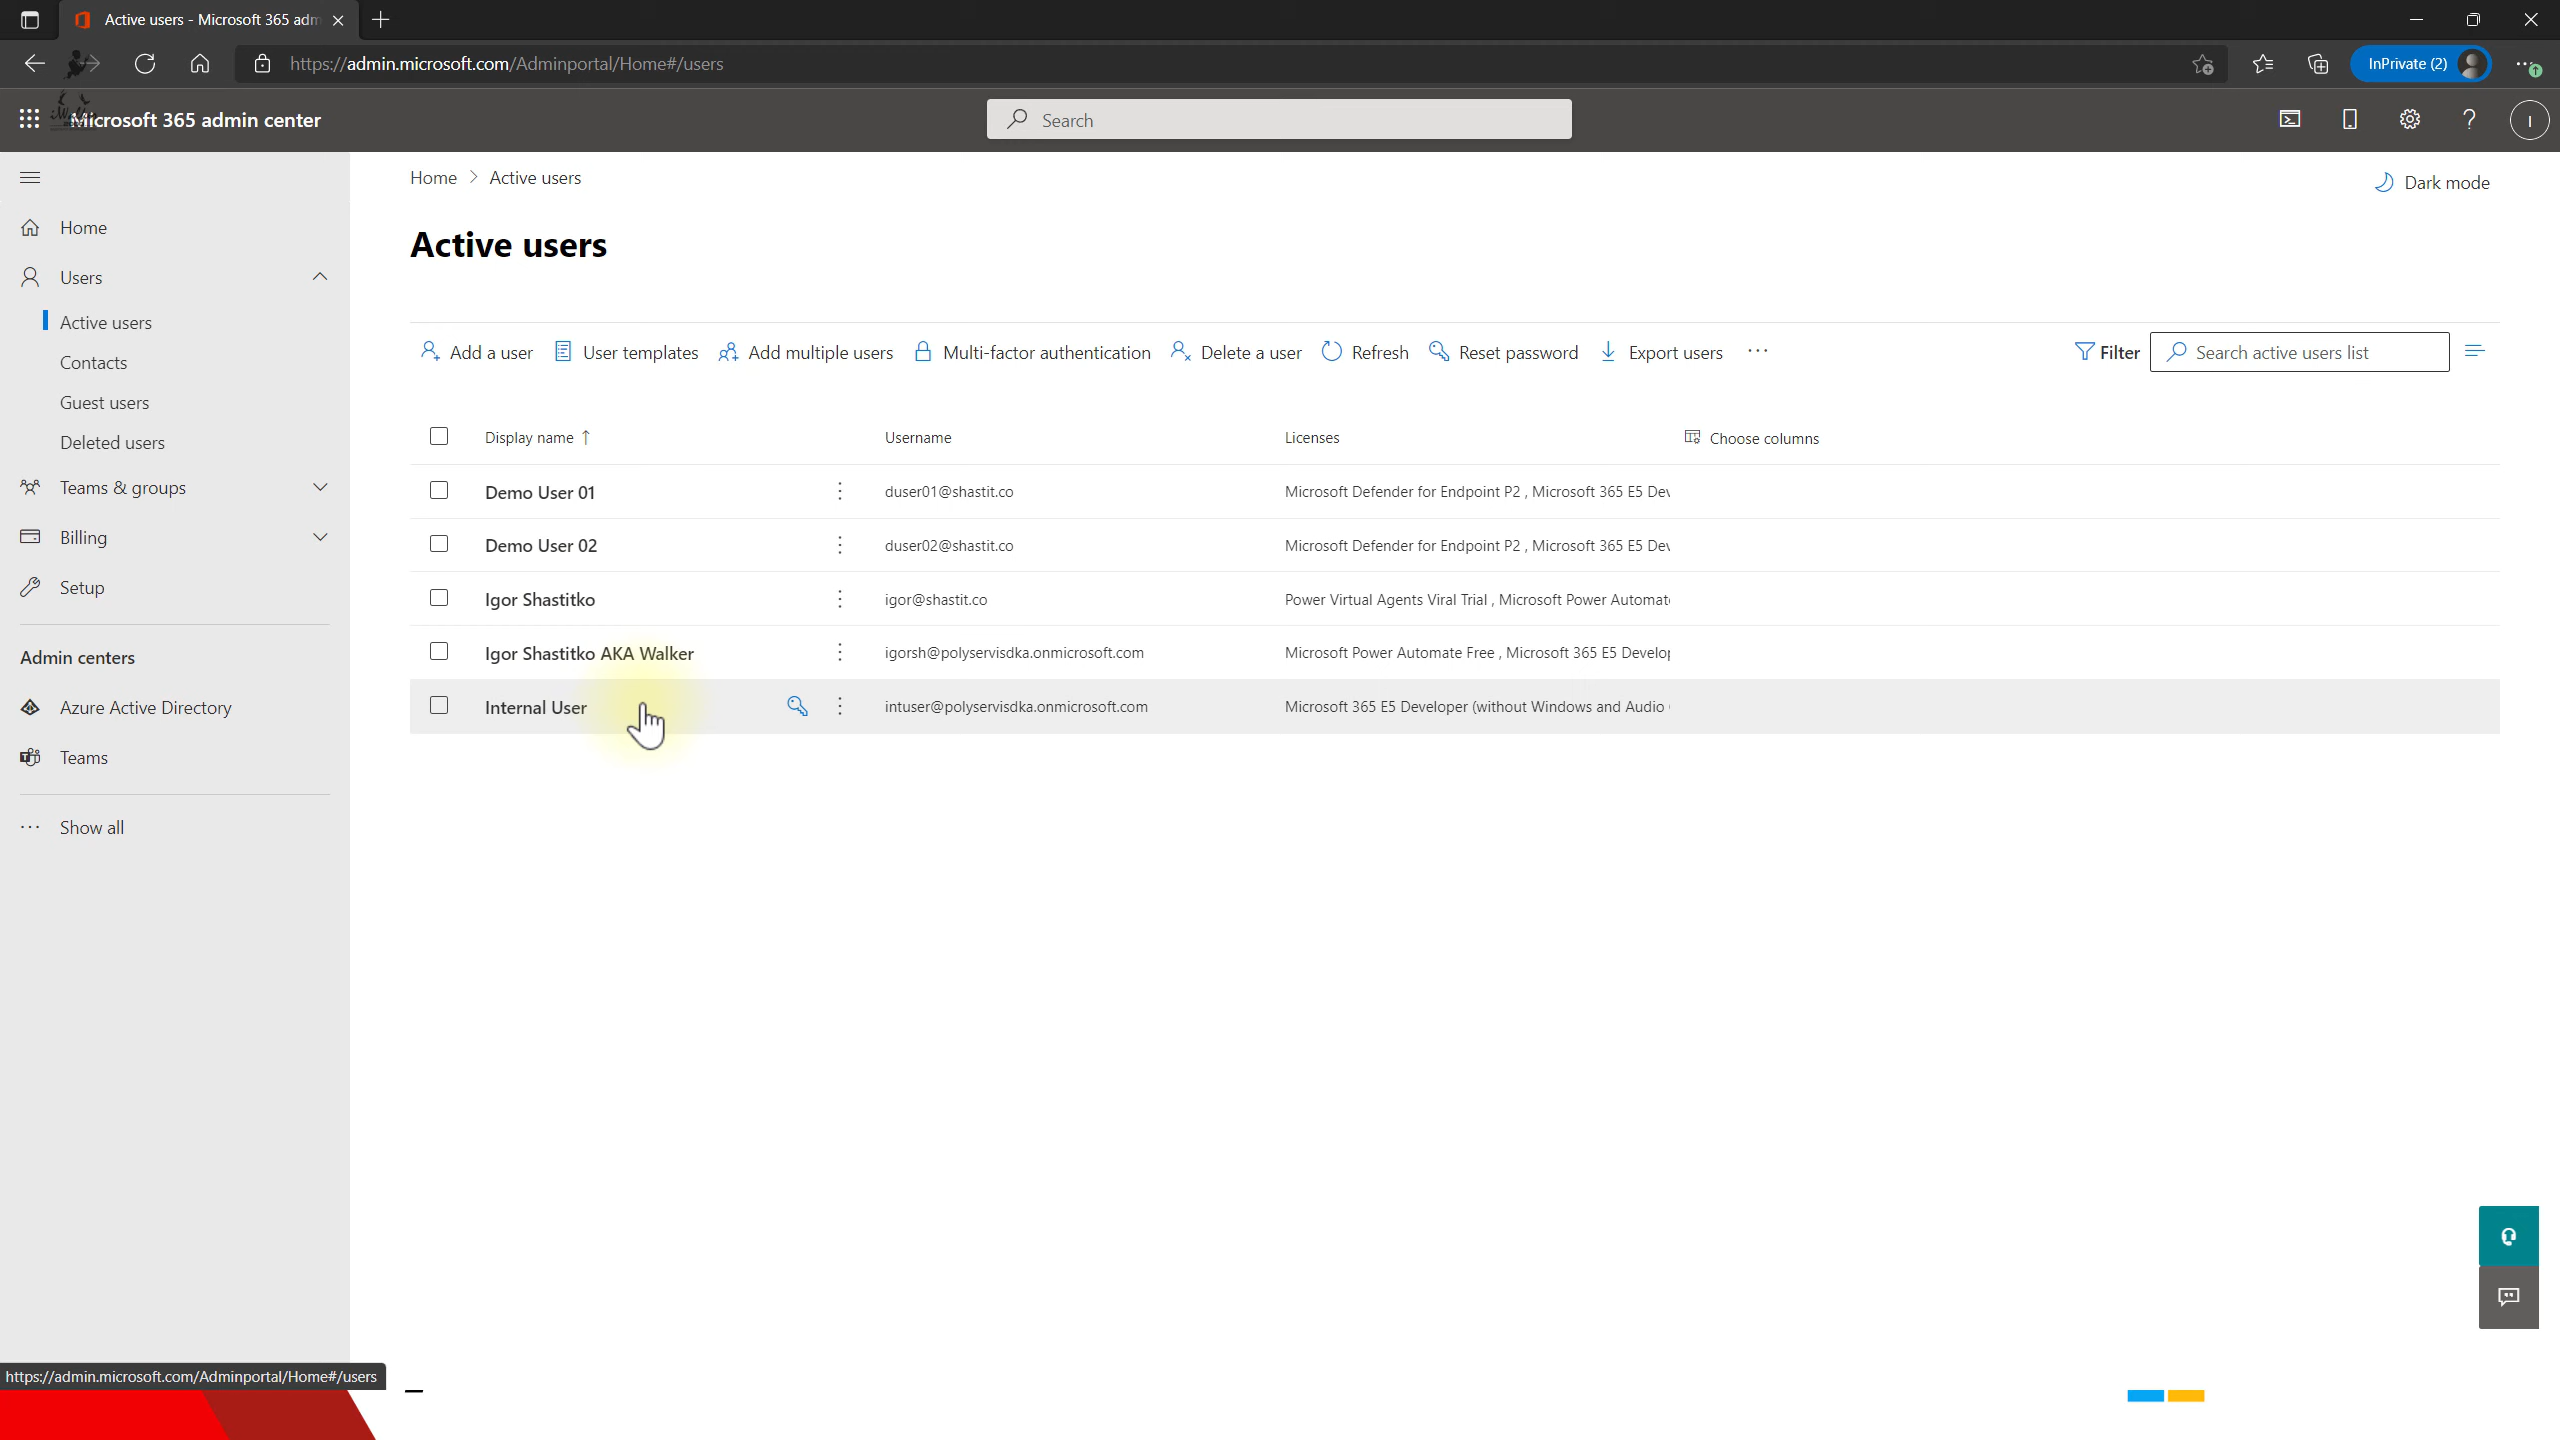 Active users - Microsoft 365 adm
https://admin.microsoft.com/Adminportal/Home#/users
InPrivate (2)
Microsoft 365 admin center
Search
I
Home
Users
Active users
Contacts
Guest users
Deleted users
Teams & groups
Billing
Setup
Admin centers
Azure Active Directory
Teams
Show all
Home > Active users
Dark mode
Active users
Add a user User templates Add multiple users Multi-factor authentication Delete a user Refresh Reset password Export users Filter Search active users list
Display name ↑ Username Licenses Choose columns
Demo User 01 duser01@shastit.co Microsoft Defender for Endpoint P2 , Microsoft 365 E5 Dev
Demo User 02 duser02@shastit.co Microsoft Defender for Endpoint P2 , Microsoft 365 E5 Dev
Igor Shastitko igor@shastit.co Power Virtual Agents Viral Trial , Microsoft Power Automate
Igor Shastitko AKA Walker igorsh@polyservisdka.onmicrosoft.com Microsoft Power Automate Free , Microsoft 365 E5 Develop
Internal User intuser@polyservisdka.onmicrosoft.com Microsoft 365 E5 Developer (without Windows and Audio
https://admin.microsoft.com/Adminportal/Home#/users